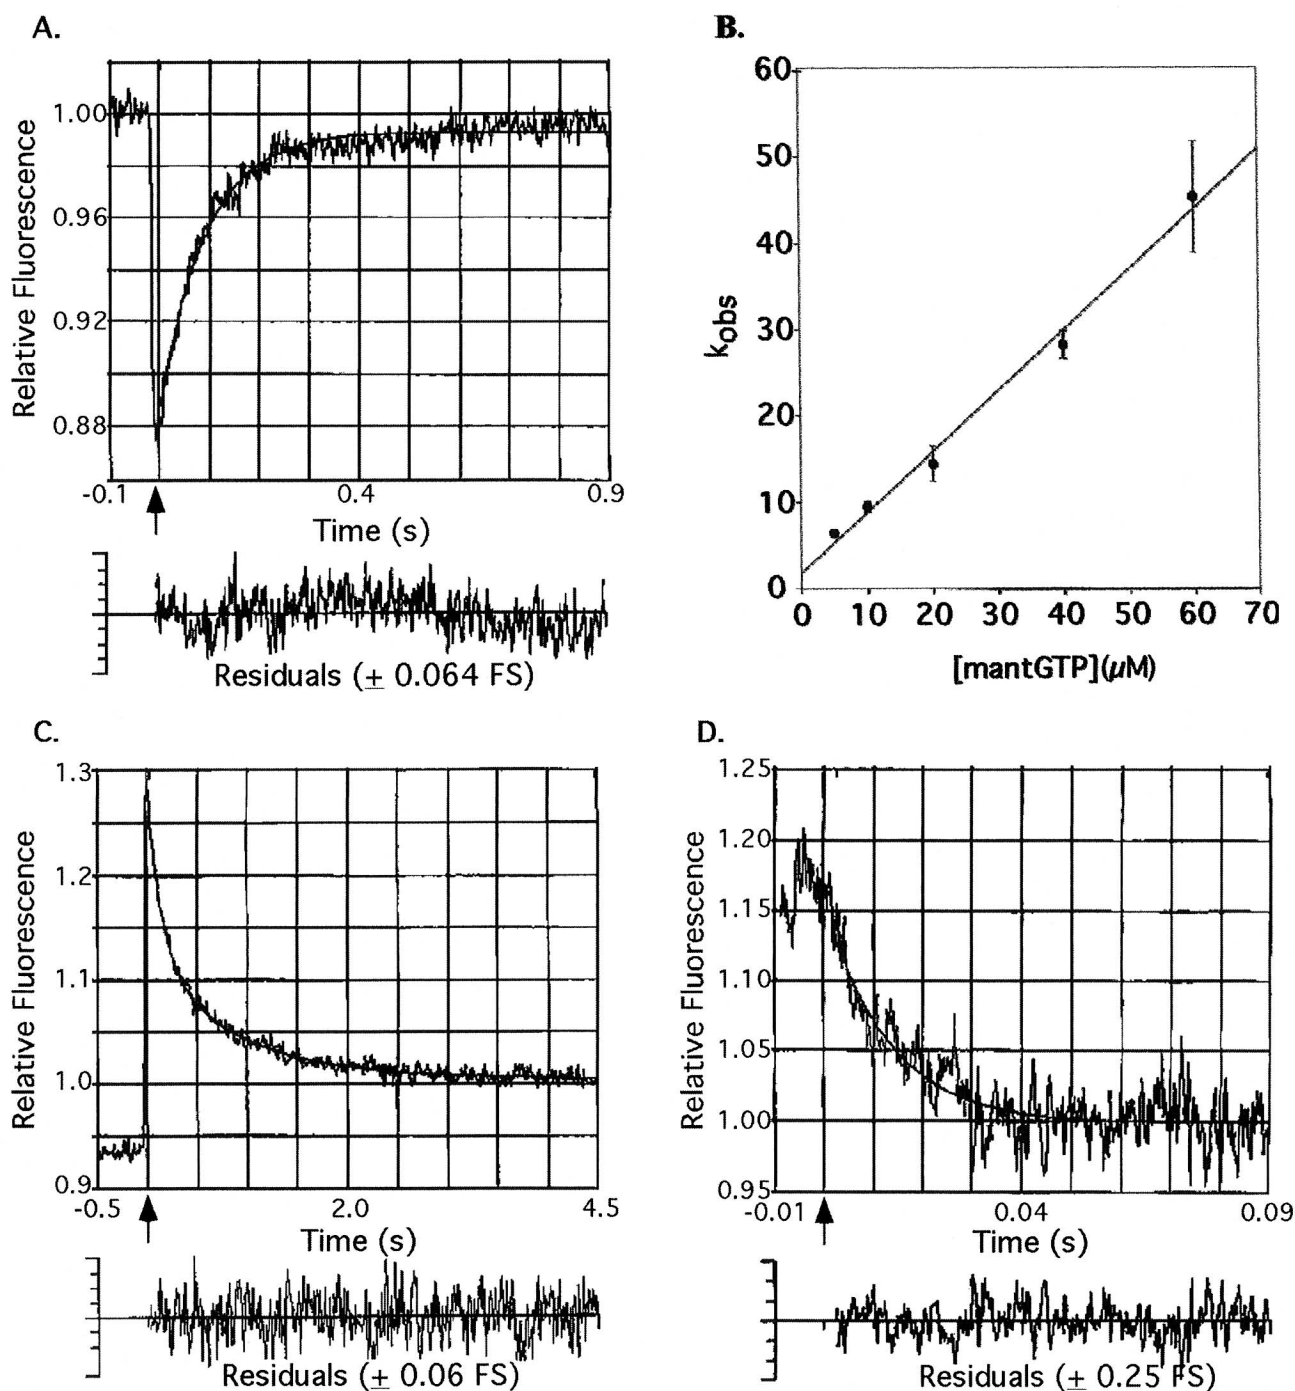 A.
Relative Fluorescence
1.00
0.96
0.92
0.88
-0.1
0.4
0.9
Time (s)
Residuals (± 0.064 FS)
B.
kobs
60
50
40
30
20
10
0
0
10
20
30
40
50
60
70
[mantGTP](µM)
C.
Relative Fluorescence
1.3
1.2
1.1
1.0
0.9
-0.5
2.0
4.5
Time (s)
Residuals (± 0.06 FS)
D.
Relative Fluorescence
1.25
1.20
1.15
1.10
1.05
1.00
0.95
-0.01
0.04
0.09
Time (s)
Residuals (± 0.25 FS)